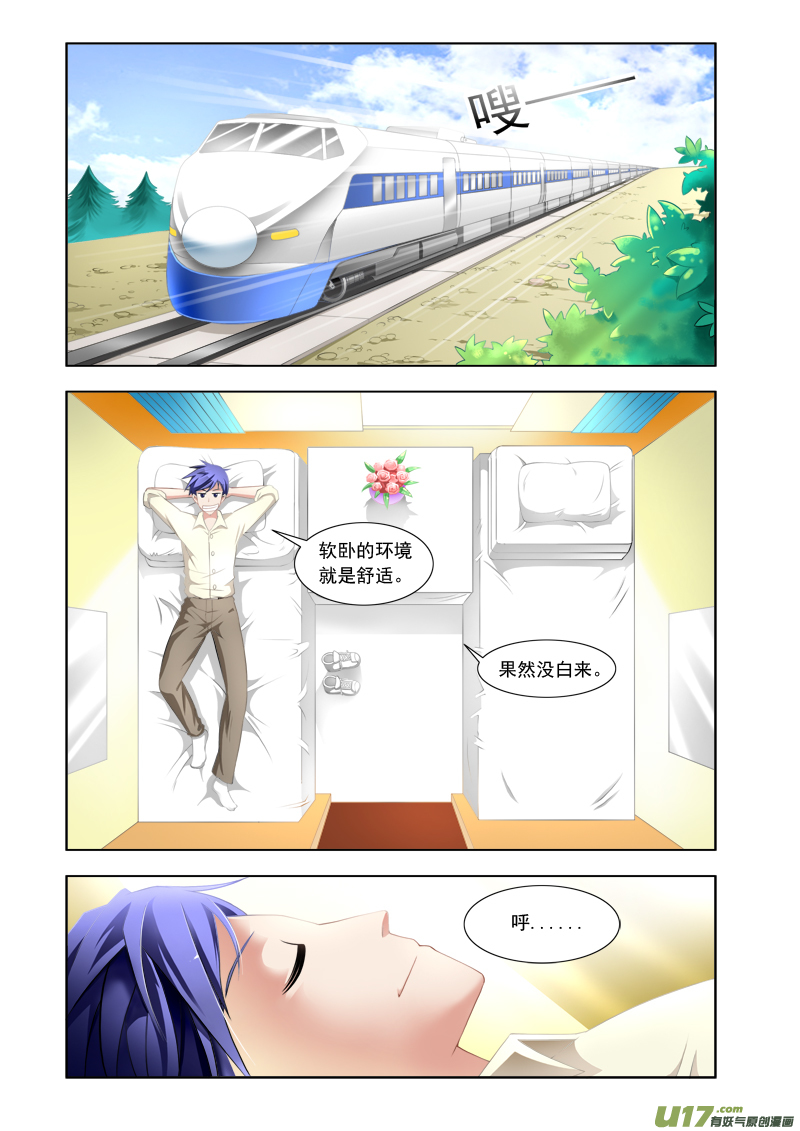 嗖——
软卧的环境
就是舒适。
果然没白来。
呼......
U17.com
有妖气原创漫画